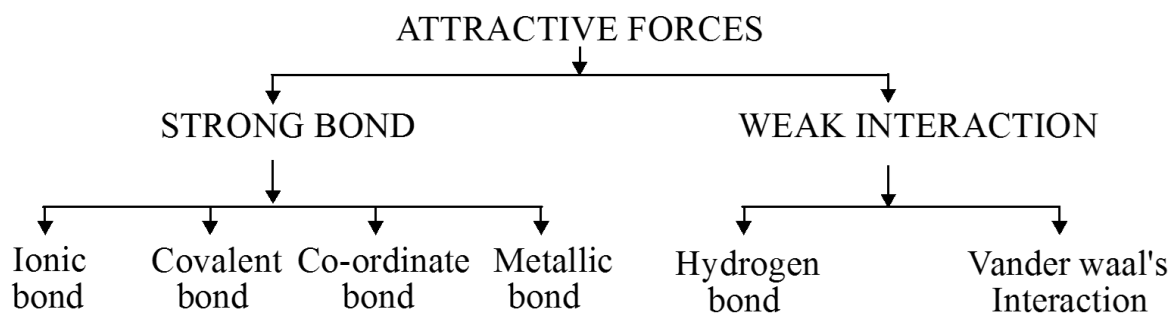 ATTRACTIVE FORCES
STRONG BOND
WEAK INTERACTION
Ionic
bond
Covalent
bond
Co-ordinate
bond
Metallic
bond
Hydrogen
bond
Vander waal's
Interaction